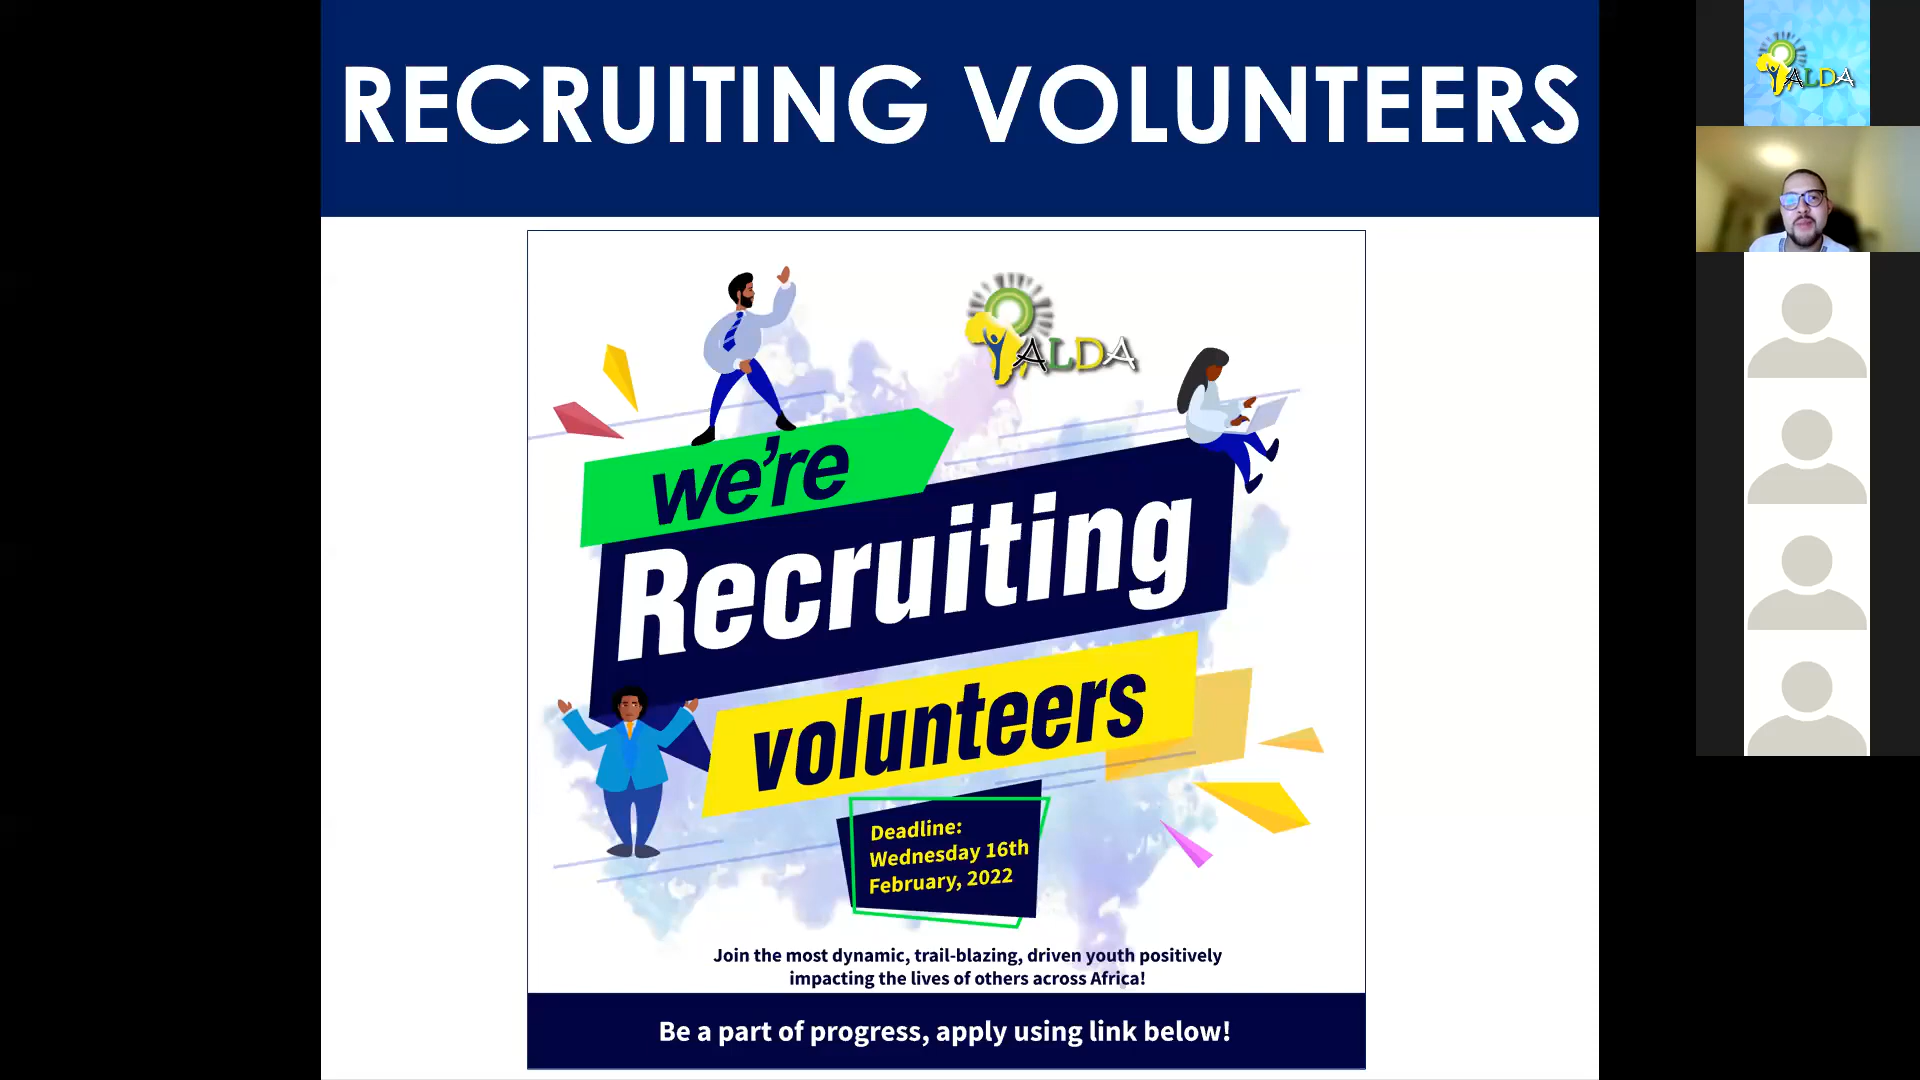 RECRUITING VOLUNTEERS
ALDA
ALDA
we're
Recruiting
volunteers
Deadline:
Wednesday 16th
February, 2022
Join the most dynamic, trail-blazing, driven youth positively
impacting the lives of others across Africa!
Be a part of progress, apply using link below!